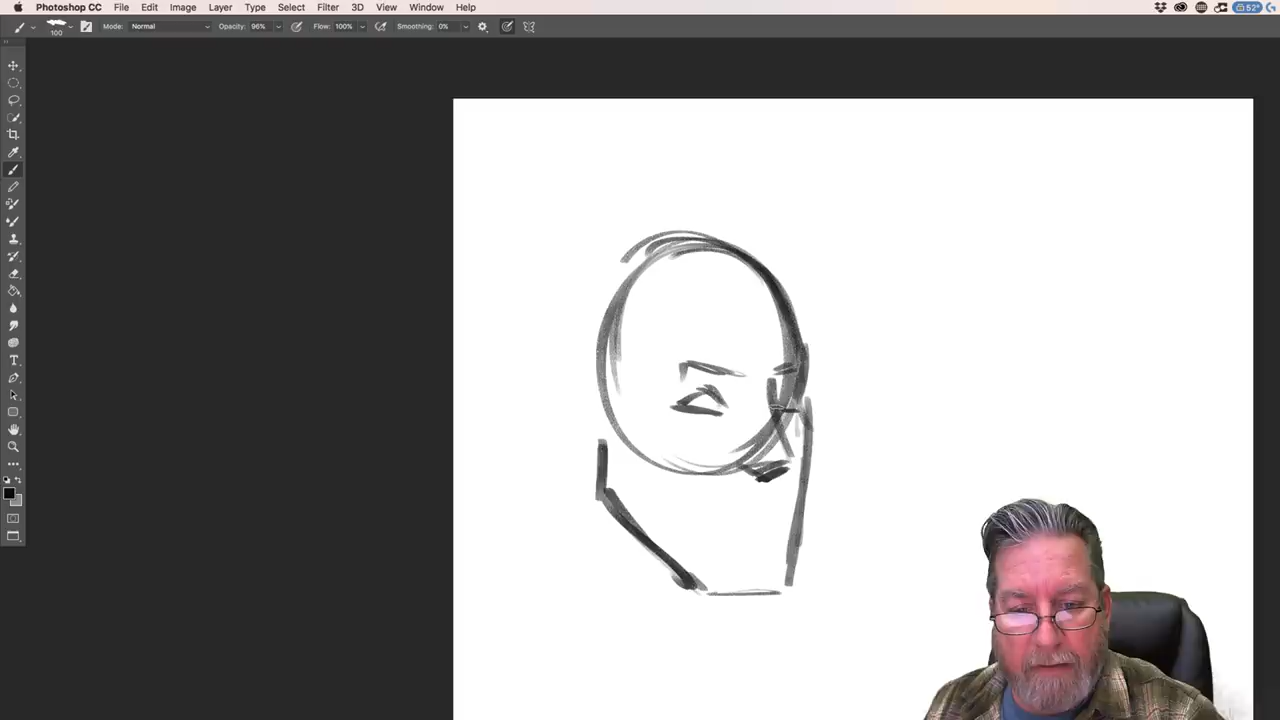 Photoshop CC File Edit Image Layer Type Select Filter 3D View Window Help 52°
100 Mode: Normal Opacity: 96% Flow: 100% Smoothing: 0%